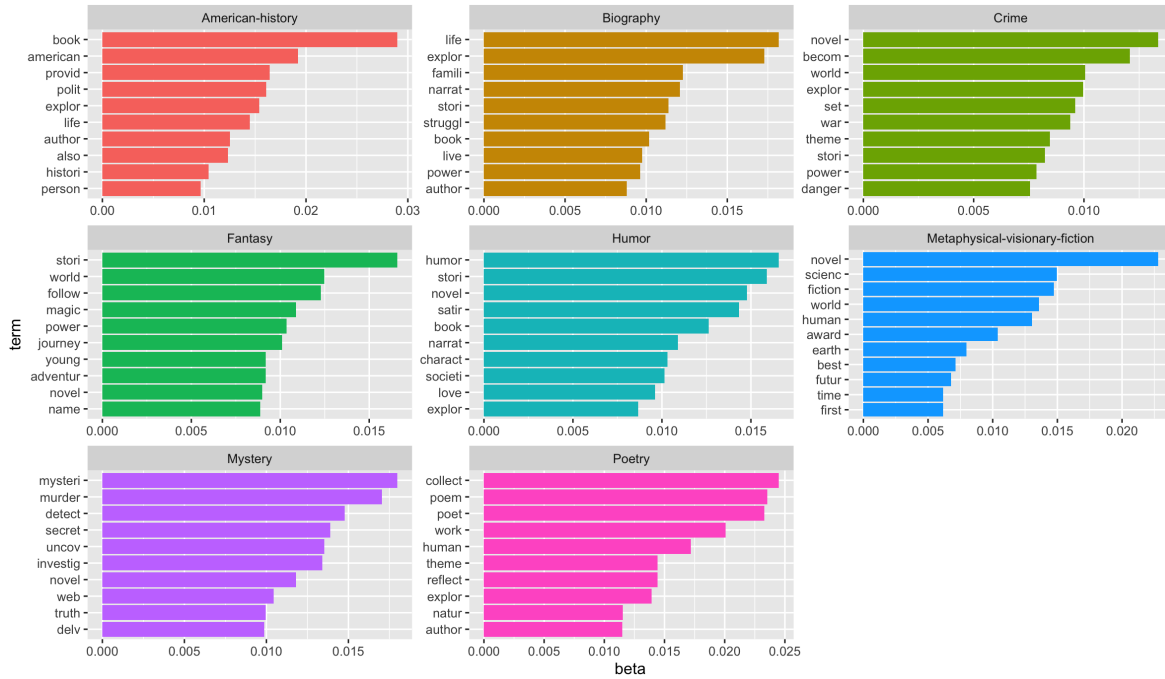 American-history
book
american
provid
polit
explor
life
author
also
histori
person
0.00 0.01 0.02 0.03
Biography
life
explor
famili
narrat
stori
struggl
book
live
power
author
0.000 0.005 0.010 0.015
Crime
novel
becom
world
explor
set
war
theme
stori
power
danger
0.000 0.005 0.010
term
Fantasy
stori
world
follow
magic
power
journey
young
adventur
novel
name
0.000 0.005 0.010 0.015
Humor
humor
stori
novel
satir
book
narrat
charact
societi
love
explor
0.000 0.005 0.010 0.015
Metaphysical-visionary-fiction
novel
scienc
fiction
world
human
award
earth
best
futur
time
first
0.000 0.005 0.010 0.015 0.020
Mystery
mysteri
murder
detect
secret
uncov
investig
novel
web
truth
delv
0.000 0.005 0.010 0.015
Poetry
collect
poem
poet
work
human
theme
reflect
explor
natur
author
0.000 0.005 0.010 0.015 0.020 0.025
beta